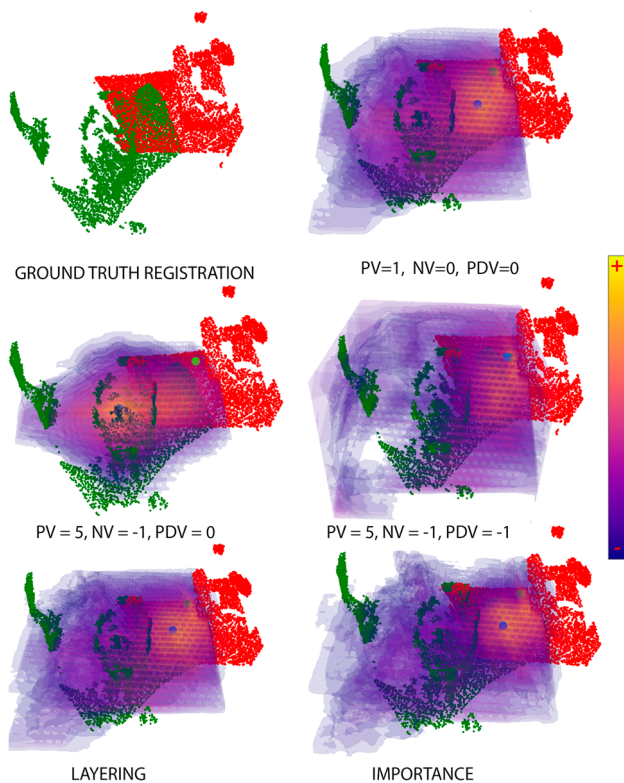 GROUND TRUTH REGISTRATION
PV=1, NV=0, PDV=0
+
-
PV = 5, NV = -1, PDV = 0
PV = 5, NV = -1, PDV = -1
LAYERING
IMPORTANCE